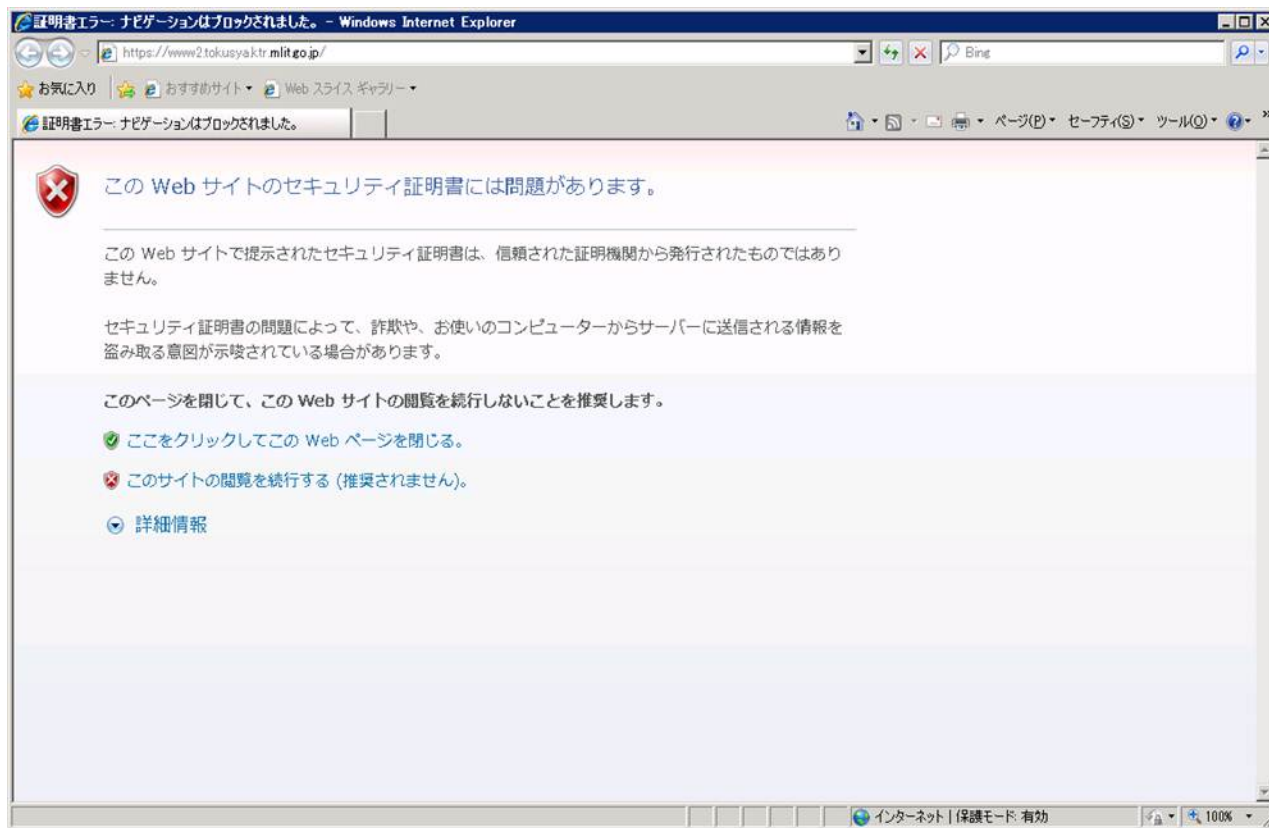 証明書エラー: ナビゲーションはブロックされました。 - Windows Internet Explorer
https://www2.tokusya.ktr.mlit.go.jp/
Bing
お気に入り おすすめサイト Web スライス ギャラリー
証明書エラー: ナビゲーションはブロックされました。
ページ(P) セーフティ(S) ツール(O) »
この Web サイトのセキュリティ証明書には問題があります。
この Web サイトで提示されたセキュリティ証明書は、信頼された証明機関から発行されたものではあり
ません。
セキュリティ証明書の問題によって、詐欺や、お使いのコンピューターからサーバーに送信される情報を
盗み取る意図が示唆されている場合があります。
このページを閉じて、この Web サイトの閲覧を続行しないことを推奨します。
ここをクリックしてこの Web ページを閉じる。
このサイトの閲覧を続行する (推奨されません)。
詳細情報
インターネット | 保護モード: 有効
100%